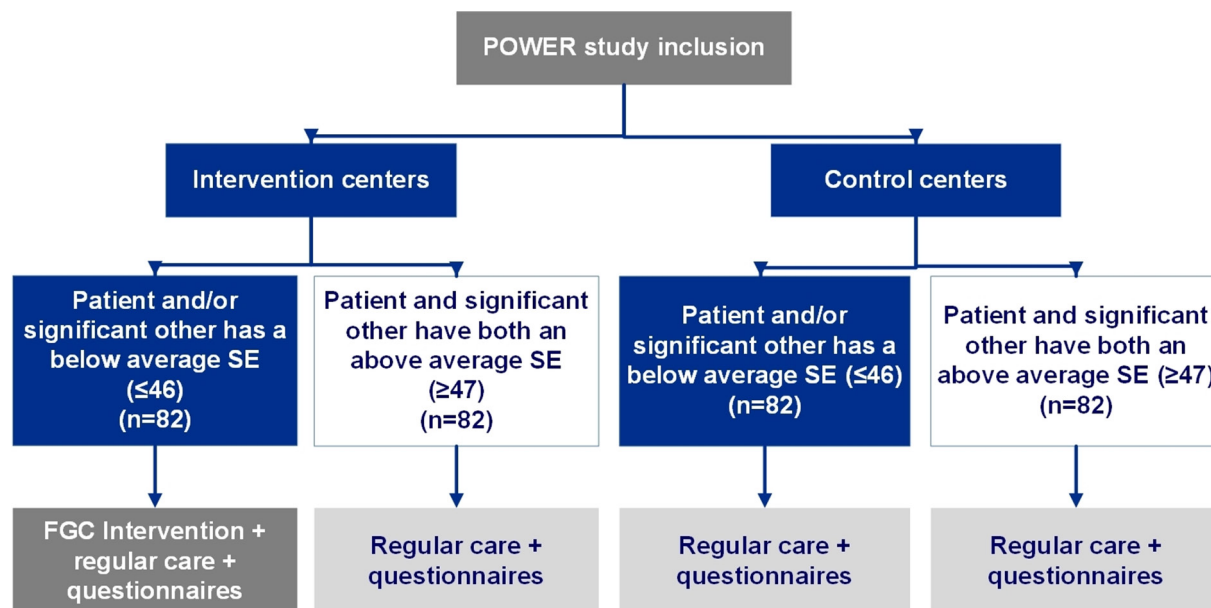 POWER study inclusion
Intervention centers
Control centers
Patient and/or
significant other has a
below average SE
(≤46)
(n=82)
Patient and significant
other have both an
above average SE
(≥47)
(n=82)
Patient and/or
significant other has a
below average SE (≤46)
(n=82)
Patient and significant
other have both an
above average SE (≥47)
(n=82)
FGC Intervention +
regular care +
questionnaires
Regular care +
questionnaires
Regular care +
questionnaires
Regular care +
questionnaires